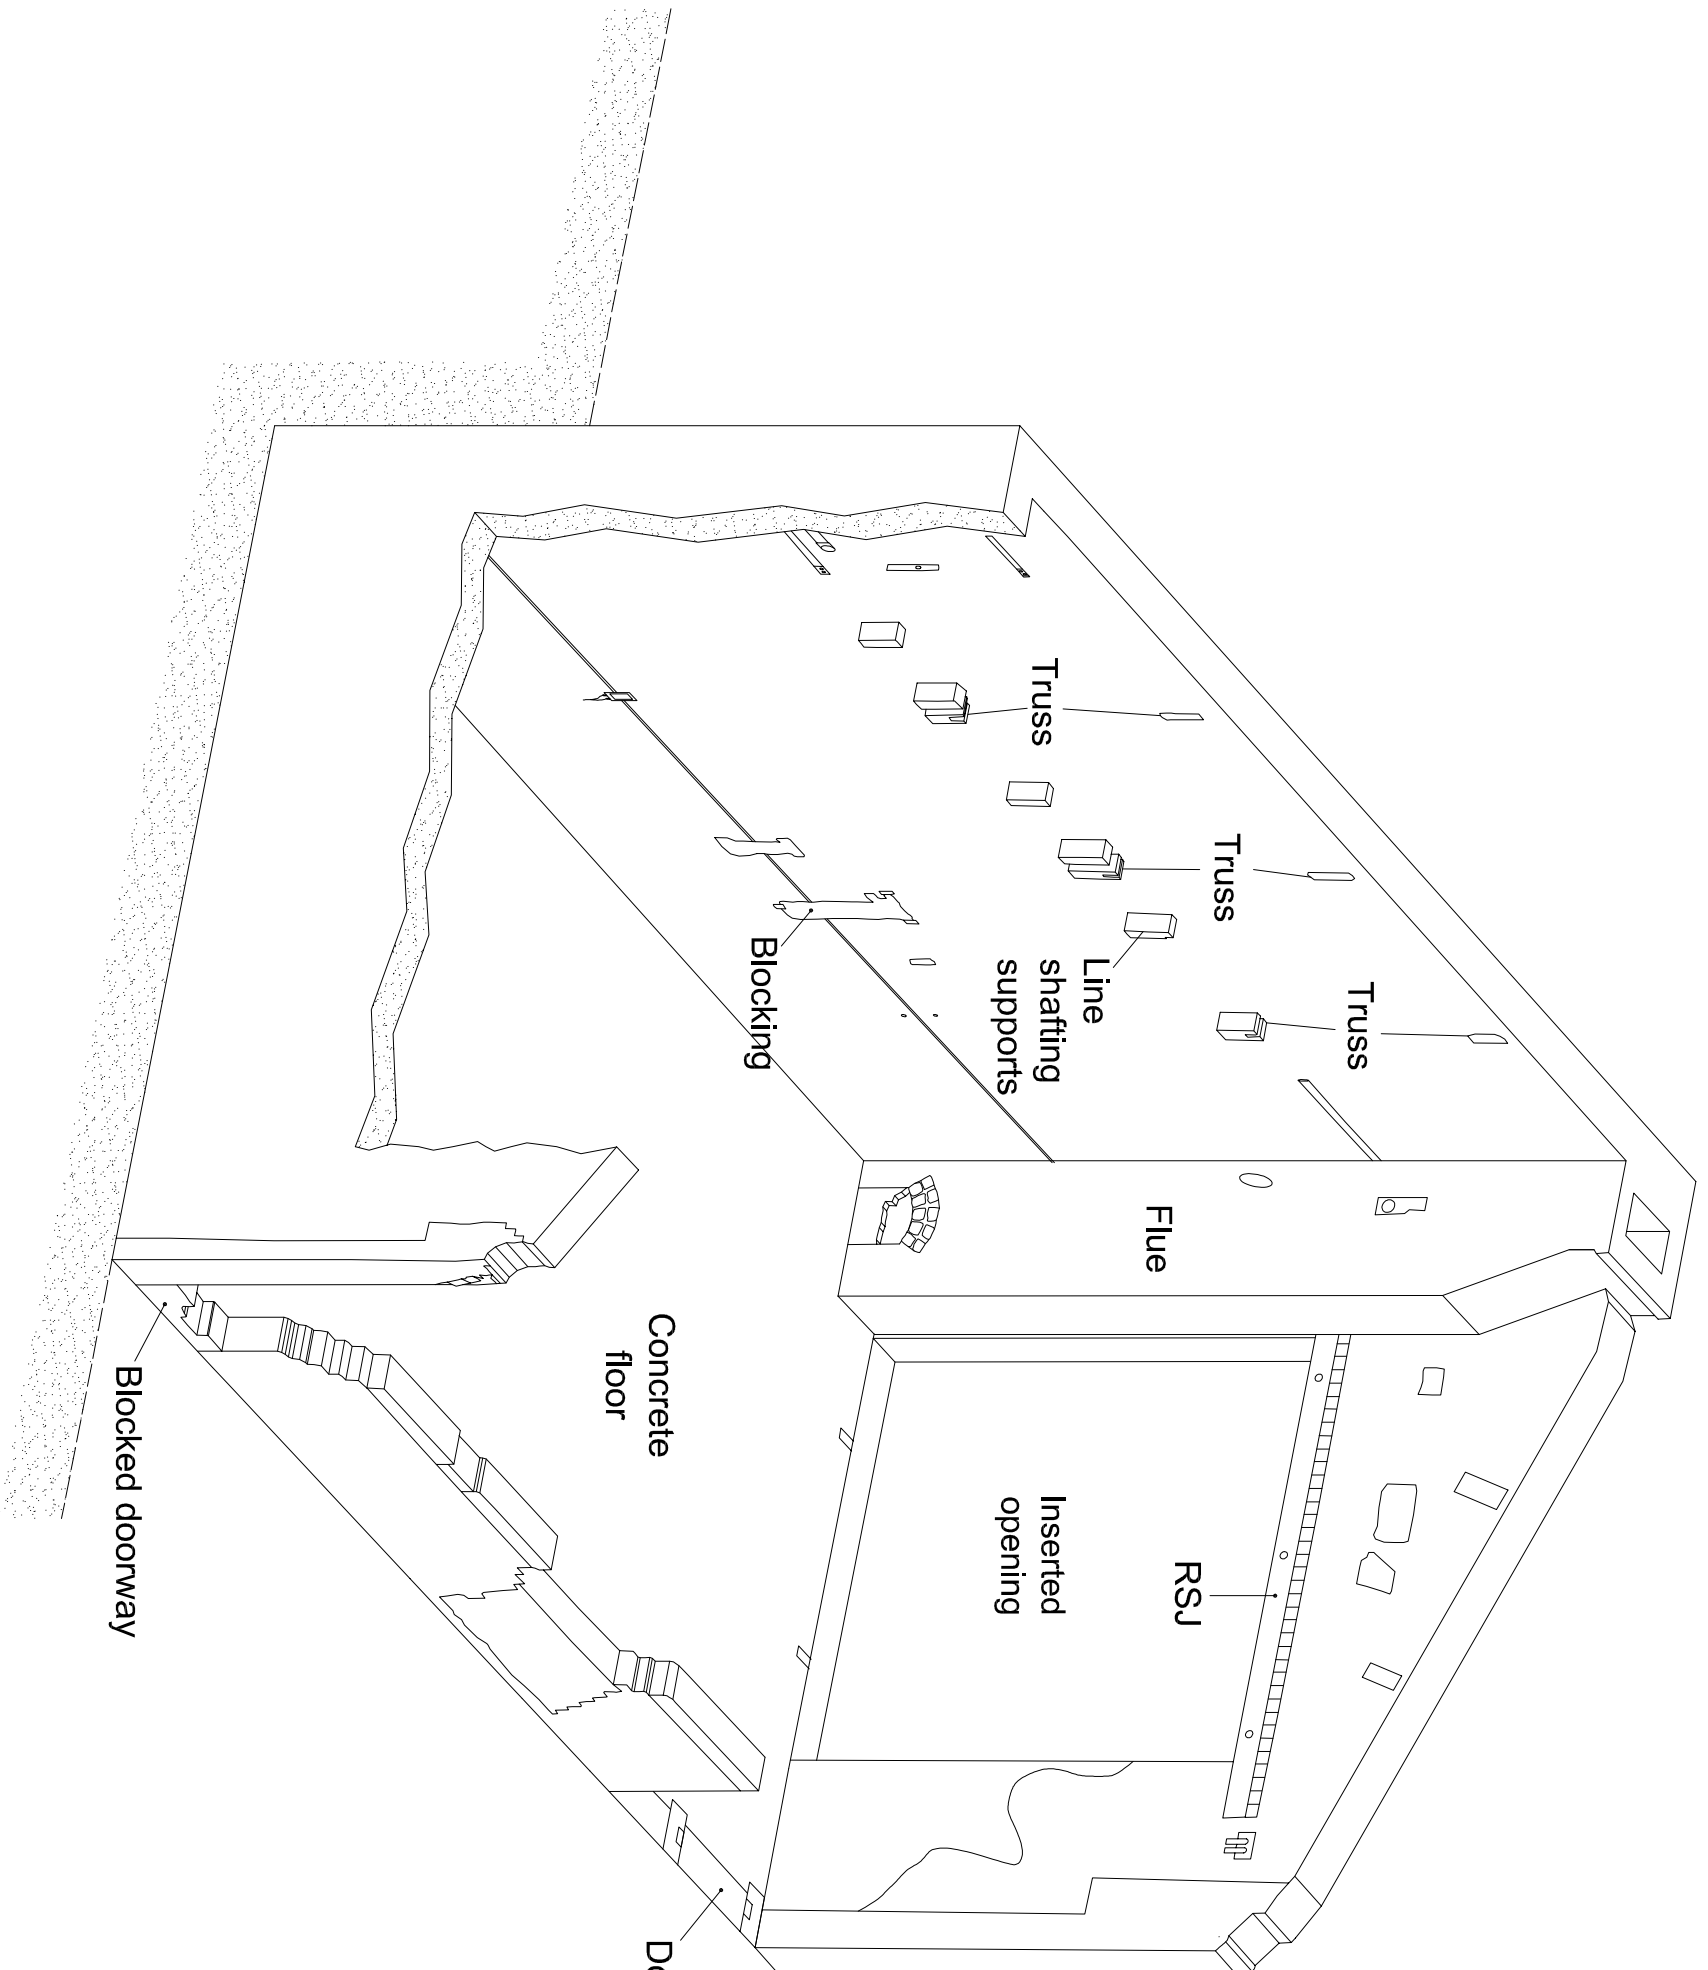 Truss
Truss
RSJ
Flue
Line
shafting
supports
Truss
Inserted
opening
Blocking
Concrete
floor
Blocked doorway